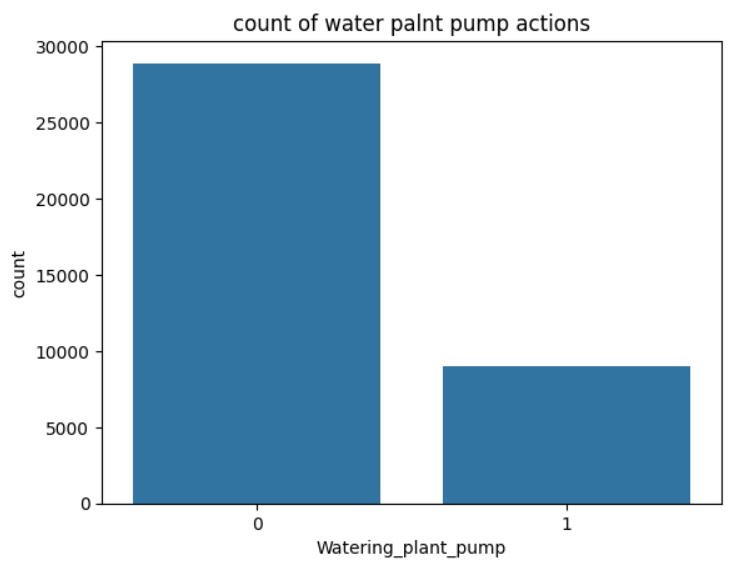 count of water palnt pump actions
30000
25000
20000
15000
10000
5000
0
count
0 1
Watering_plant_pump